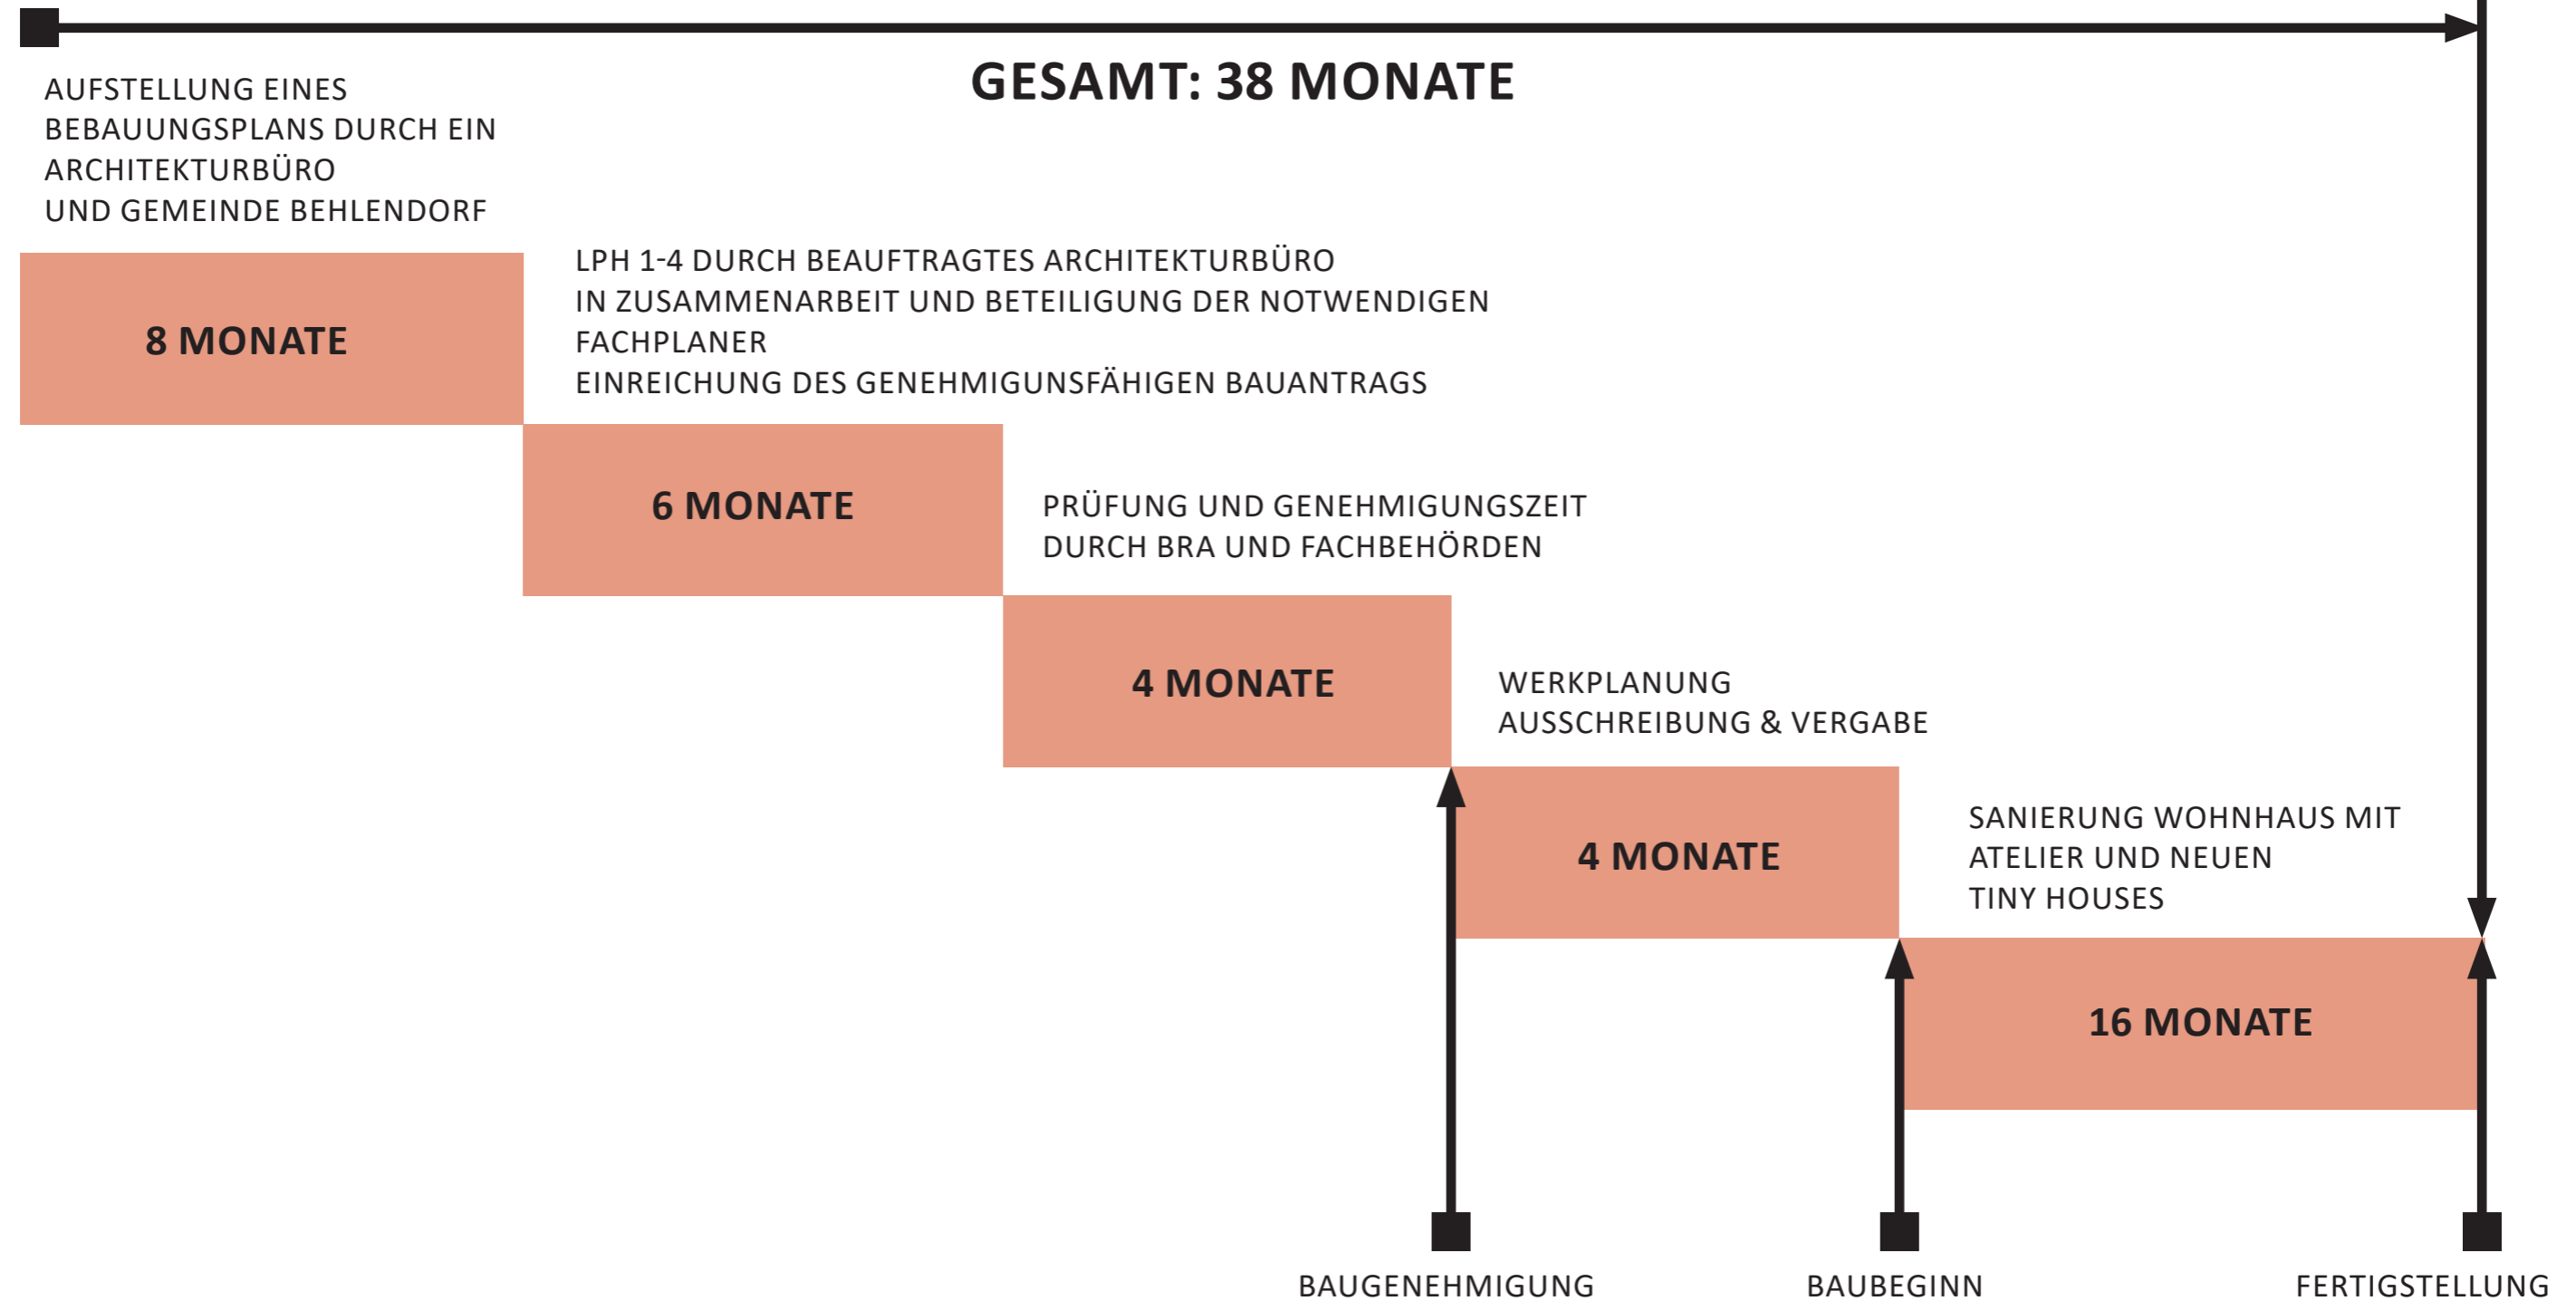 GESAMT: 38 MONATE
AUFSTELLUNG EINES
BEBAUUNGSPLANS DURCH EIN
ARCHITEKTURBÜRO
UND GEMEINDE BEHLENDORF
8 MONATE
LPH 1-4 DURCH BEAUFTRAGTES ARCHITEKTURBÜRO
IN ZUSAMMENARBEIT UND BETEILIGUNG DER NOTWENDIGEN
FACHPLANER
EINREICHUNG DES GENEHMIGUNSFÄHIGEN BAUANTRAGS
6 MONATE
PRÜFUNG UND GENEHMIGUNGSZEIT
DURCH BRA UND FACHBEHÖRDEN
4 MONATE
WERKPLANUNG
AUSSCHREIBUNG & VERGABE
4 MONATE
SANIERUNG WOHNHAUS MIT
ATELIER UND NEUEN
TINY HOUSES
16 MONATE
BAUGENEHMIGUNG
BAUBEGINN
FERTIGSTELLUNG